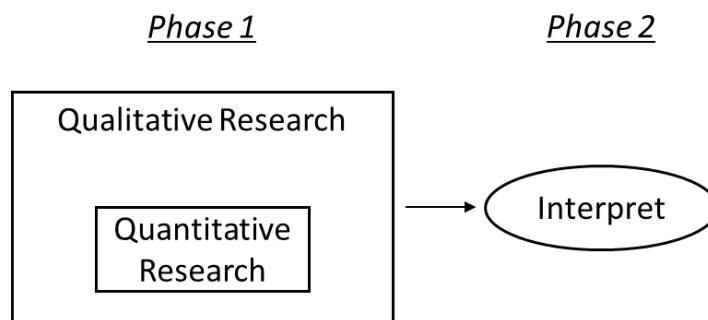 Phase 1
Phase 2
Qualitative Research
Quantitative
Research
Interpret